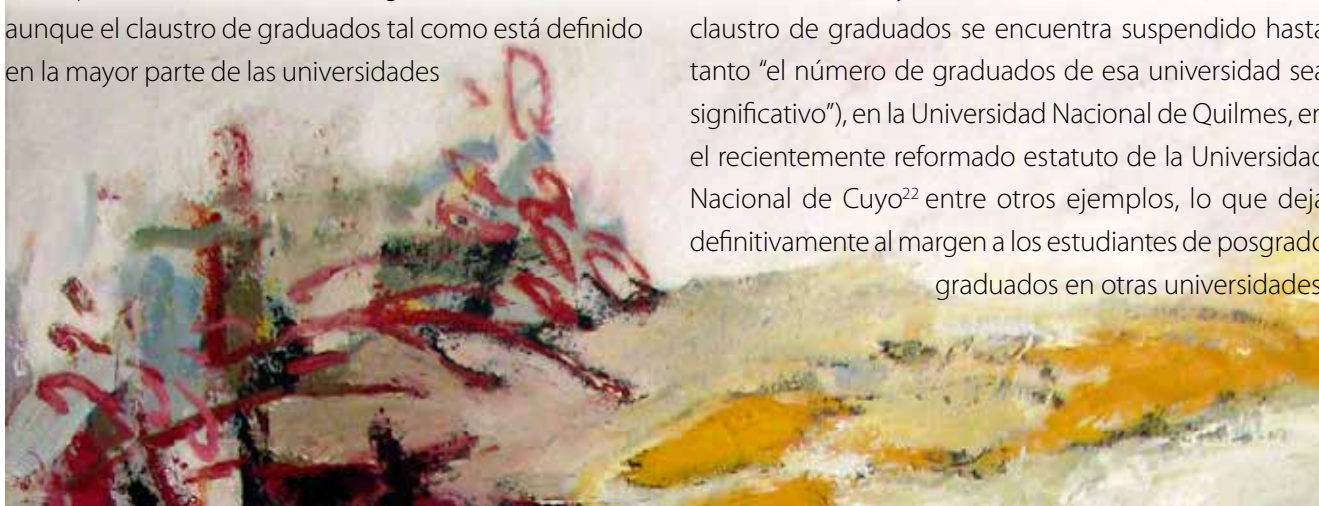 aunque el claustro de graduados tal como está definido
en la mayor parte de las universidades
claustro de graduados se encuentra suspendido hasta
tanto “el número de graduados de esa universidad sea
significativo”), en la Universidad Nacional de Quilmes, en
el recientemente reformado estatuto de la Universidad
Nacional de Cuyo²² entre otros ejemplos, lo que deja
definitivamente al margen a los estudiantes de posgrado
graduados en otras universidades